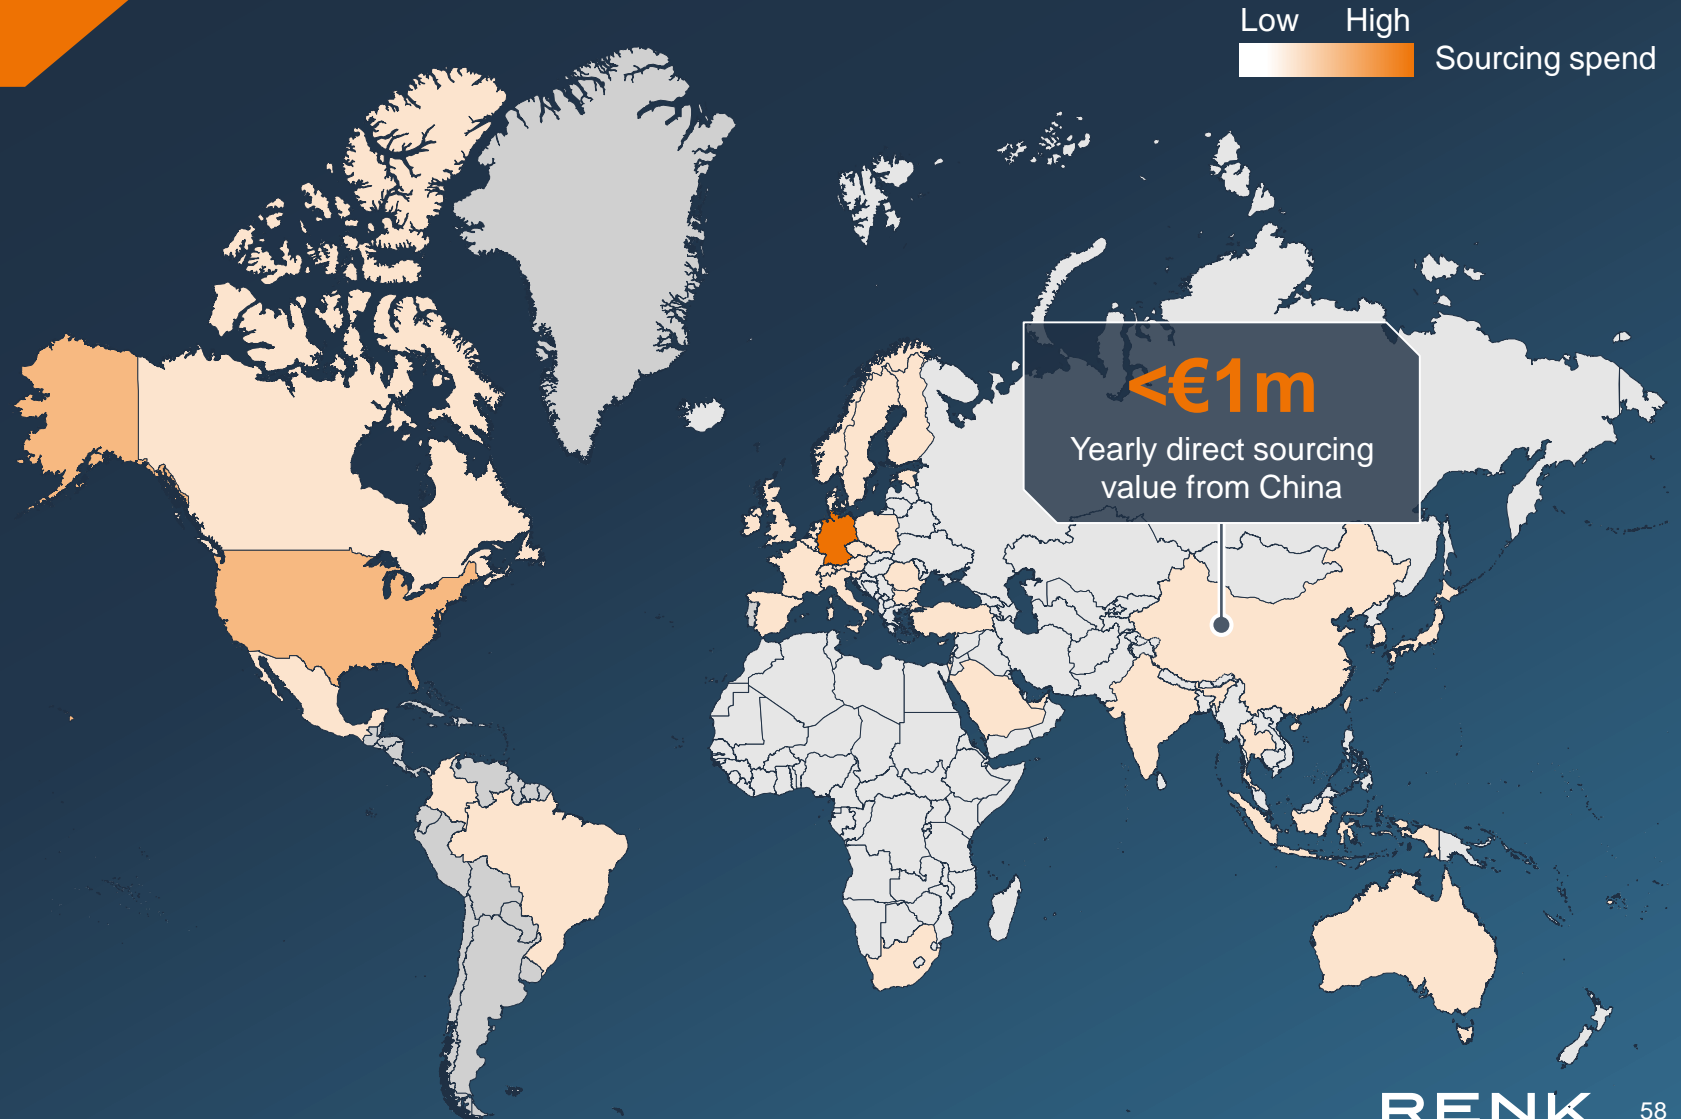 Low High
Sourcing spend
<€1m
Yearly direct sourcing
value from China
RENK
58